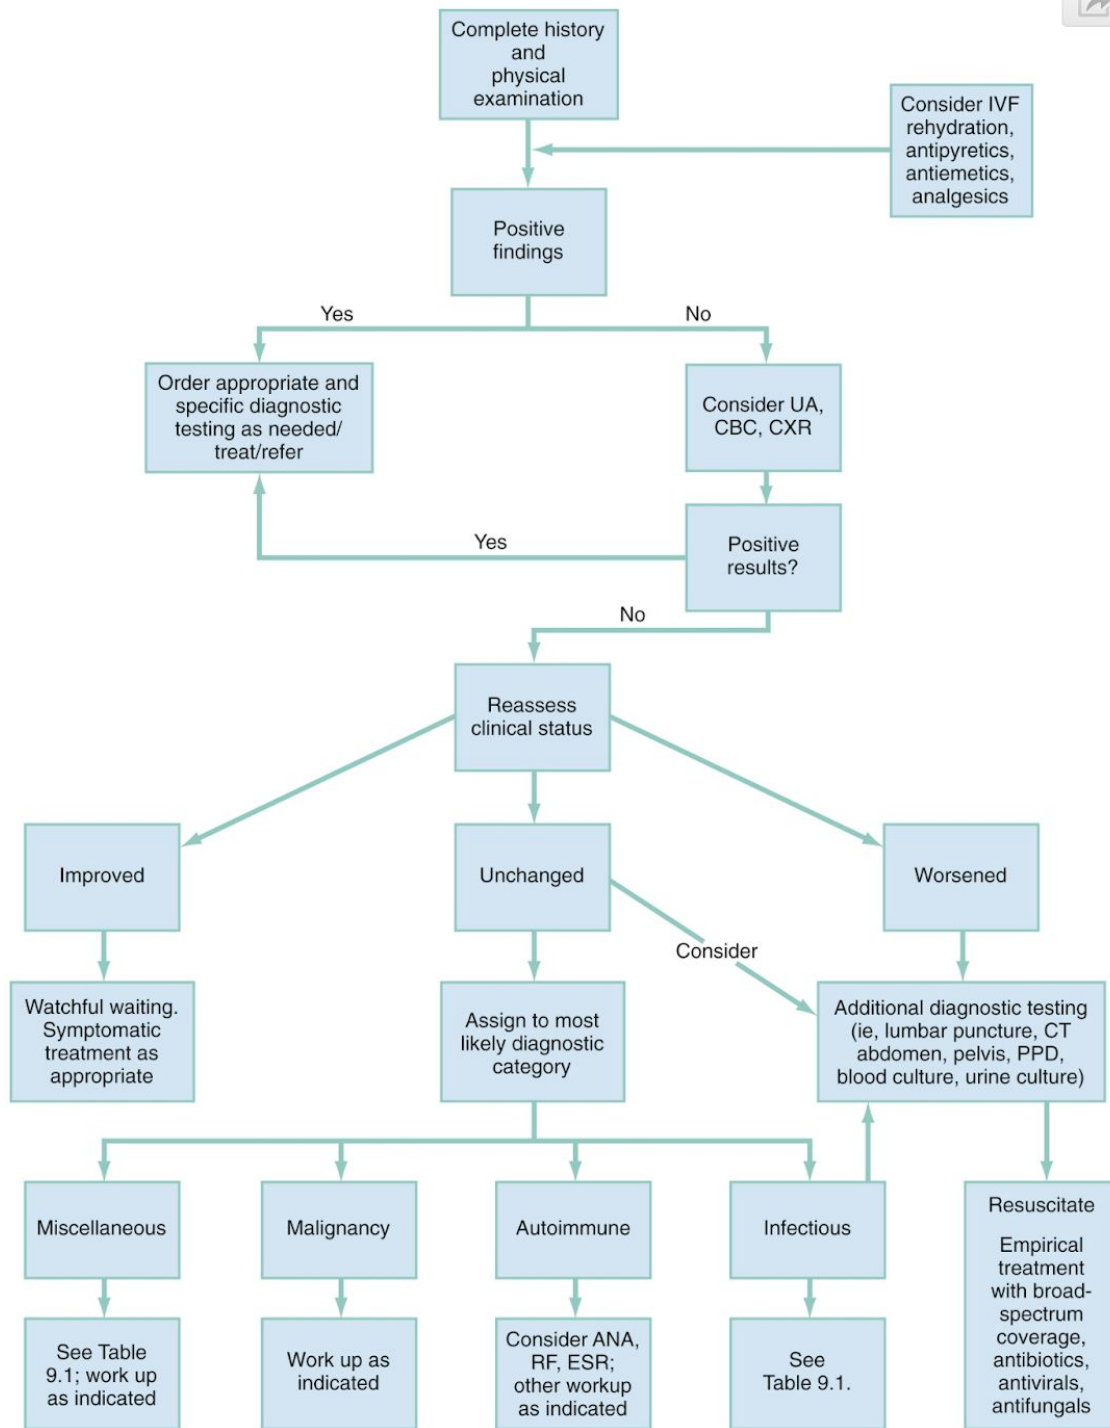 Complete history
and
physical
examination
Consider IVF
rehydration,
antipyretics,
antiemetics,
analgesics
Positive
findings
Yes
No
Order appropriate and
specific diagnostic
testing as needed/
treat/refer
Consider UA,
CBC, CXR
Yes
Positive
results?
No
Reassess
clinical status
Improved
Unchanged
Worsened
Consider
Watchful waiting.
Symptomatic
treatment as
appropriate
Assign to most
likely diagnostic
category
Additional diagnostic testing
(ie, lumbar puncture, CT
abdomen, pelvis, PPD,
blood culture, urine culture)
Miscellaneous
Malignancy
Autoimmune
Infectious
Resuscitate
Empirical
treatment
with broad-
spectrum
coverage,
antibiotics,
antivirals,
antifungals
See Table
9.1; work up
as indicated
Work up as
indicated
Consider ANA,
RF, ESR;
other workup
as indicated
See
Table 9.1.